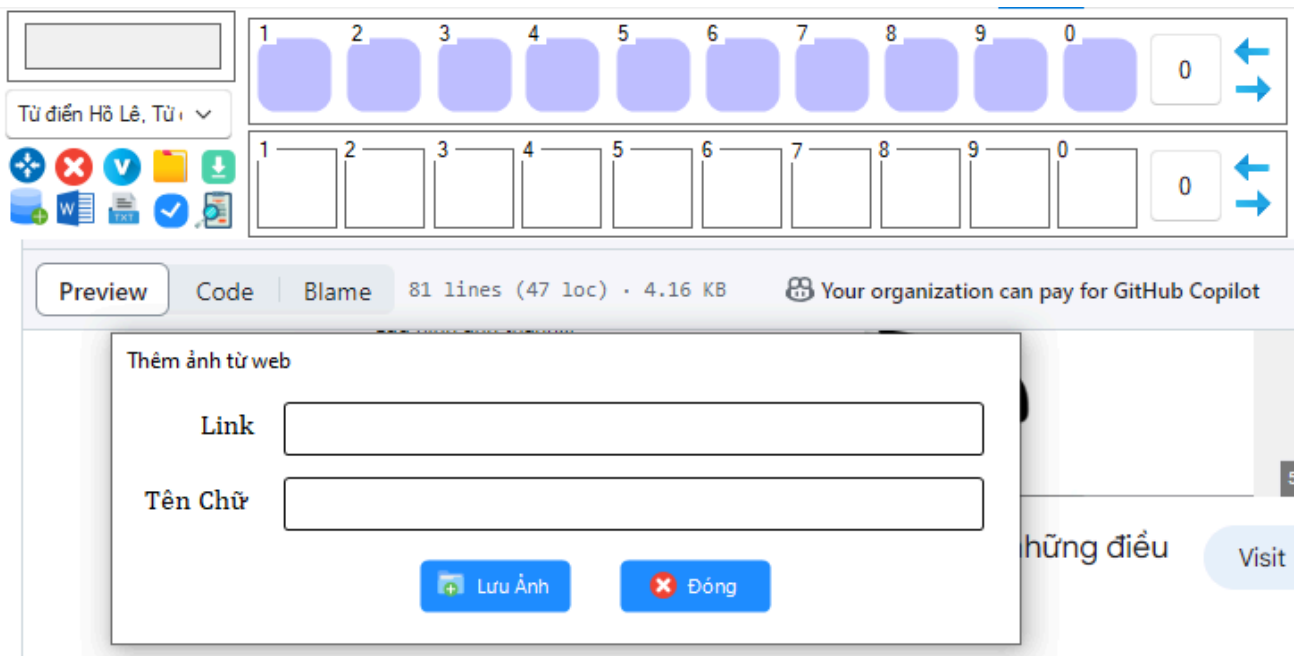 1 2 3 4 5 6 7 8 9 0 0
Từ điển Hồ Lê, Từ
1 2 3 4 5 6 7 8 9 0 0
V
W
TXT
Preview Code Blame 81 lines (47 loc) · 4.16 KB Your organization can pay for GitHub Copilot
Thêm ảnh từ web
Link
Tên Chữ
những điều Visit
Lưu Ảnh Đóng